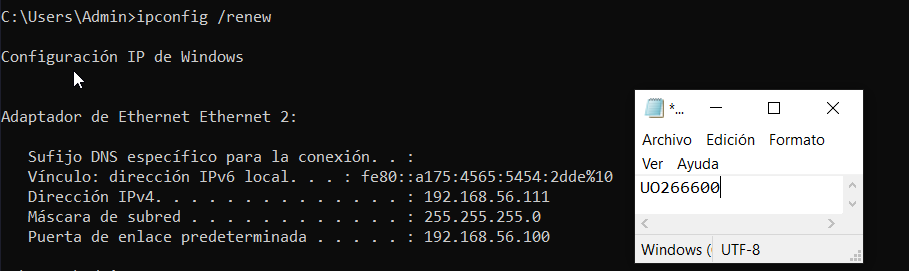 C:\Users\Admin>ipconfig /renew
Configuración IP de Windows
Adaptador de Ethernet Ethernet 2:
Sufijo DNS específico para la conexión. . :
Vínculo: dirección IPv6 local. . . : fe80::a175:4565:5454:2dde%10
Dirección IPv4. . . . . . . . . . . . . . : 192.168.56.111
Máscara de subred . . . . . . . . . . . . : 255.255.255.0
Puerta de enlace predeterminada . . . . . : 192.168.56.100
*...
Archivo Edición Formato
Ver Ayuda
UO266600
Windows (
UTF-8